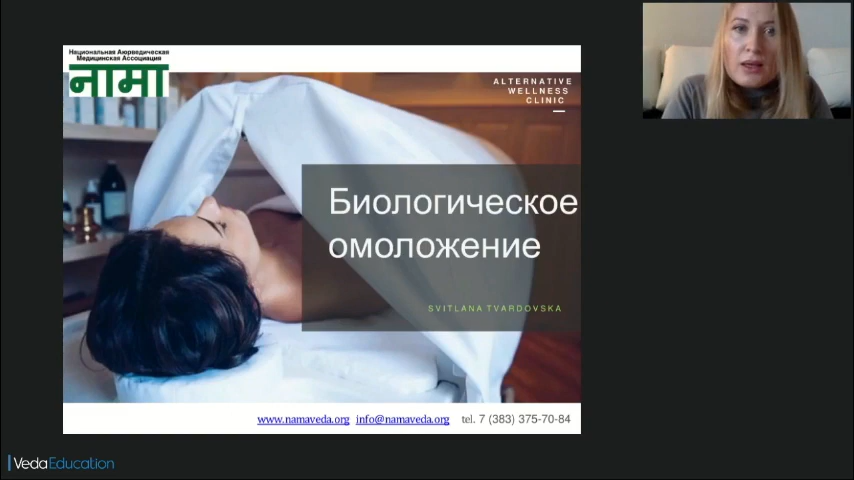 Национальная Аюрведическая
Медицинская Ассоциация
नामा
ALTERNATIVE
WELLNESS
CLINIC
Биологическое
омоложение
SVITLANA TVARDOVSKA
www.namaveda.org info@namaveda.org tel. 7 (383) 375-70-84
VedaEducation